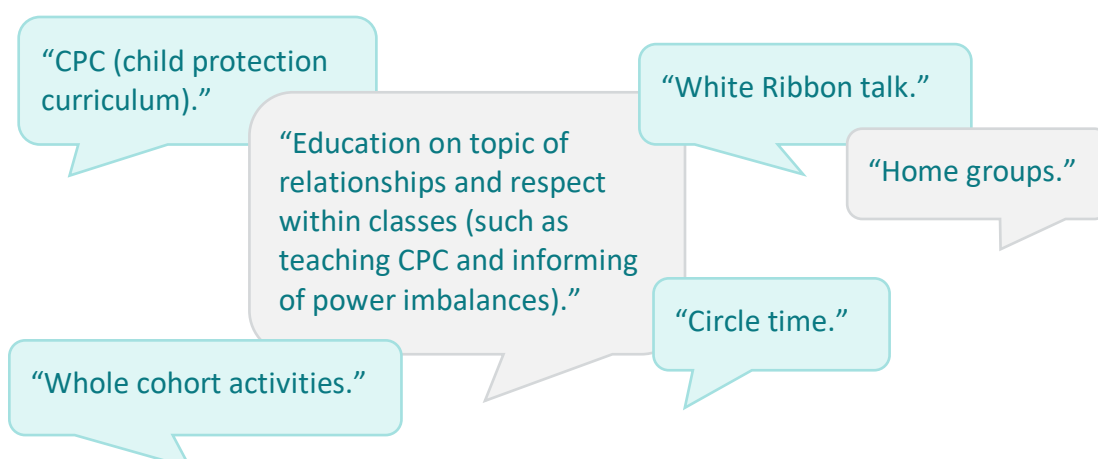 “CPC (child protection
curriculum).”
“White Ribbon talk.”
“Education on topic of
relationships and respect
within classes (such as
teaching CPC and informing
of power imbalances).”
“Home groups.”
“Circle time.”
“Whole cohort activities.”